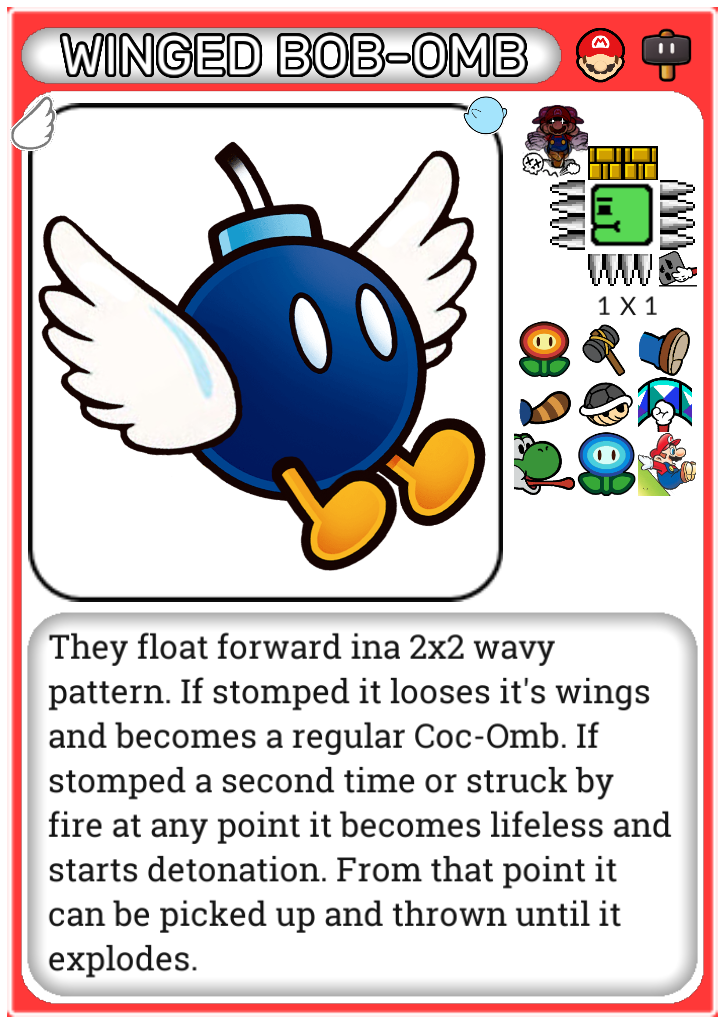 WINGED BOB-OMB
1 X 1
They float forward ina 2x2 wavy
pattern. If stomped it looses it's wings
and becomes a regular Coc-Omb. If
stomped a second time or struck by
fire at any point it becomes lifeless and
starts detonation. From that point it
can be picked up and thrown until it
explodes.